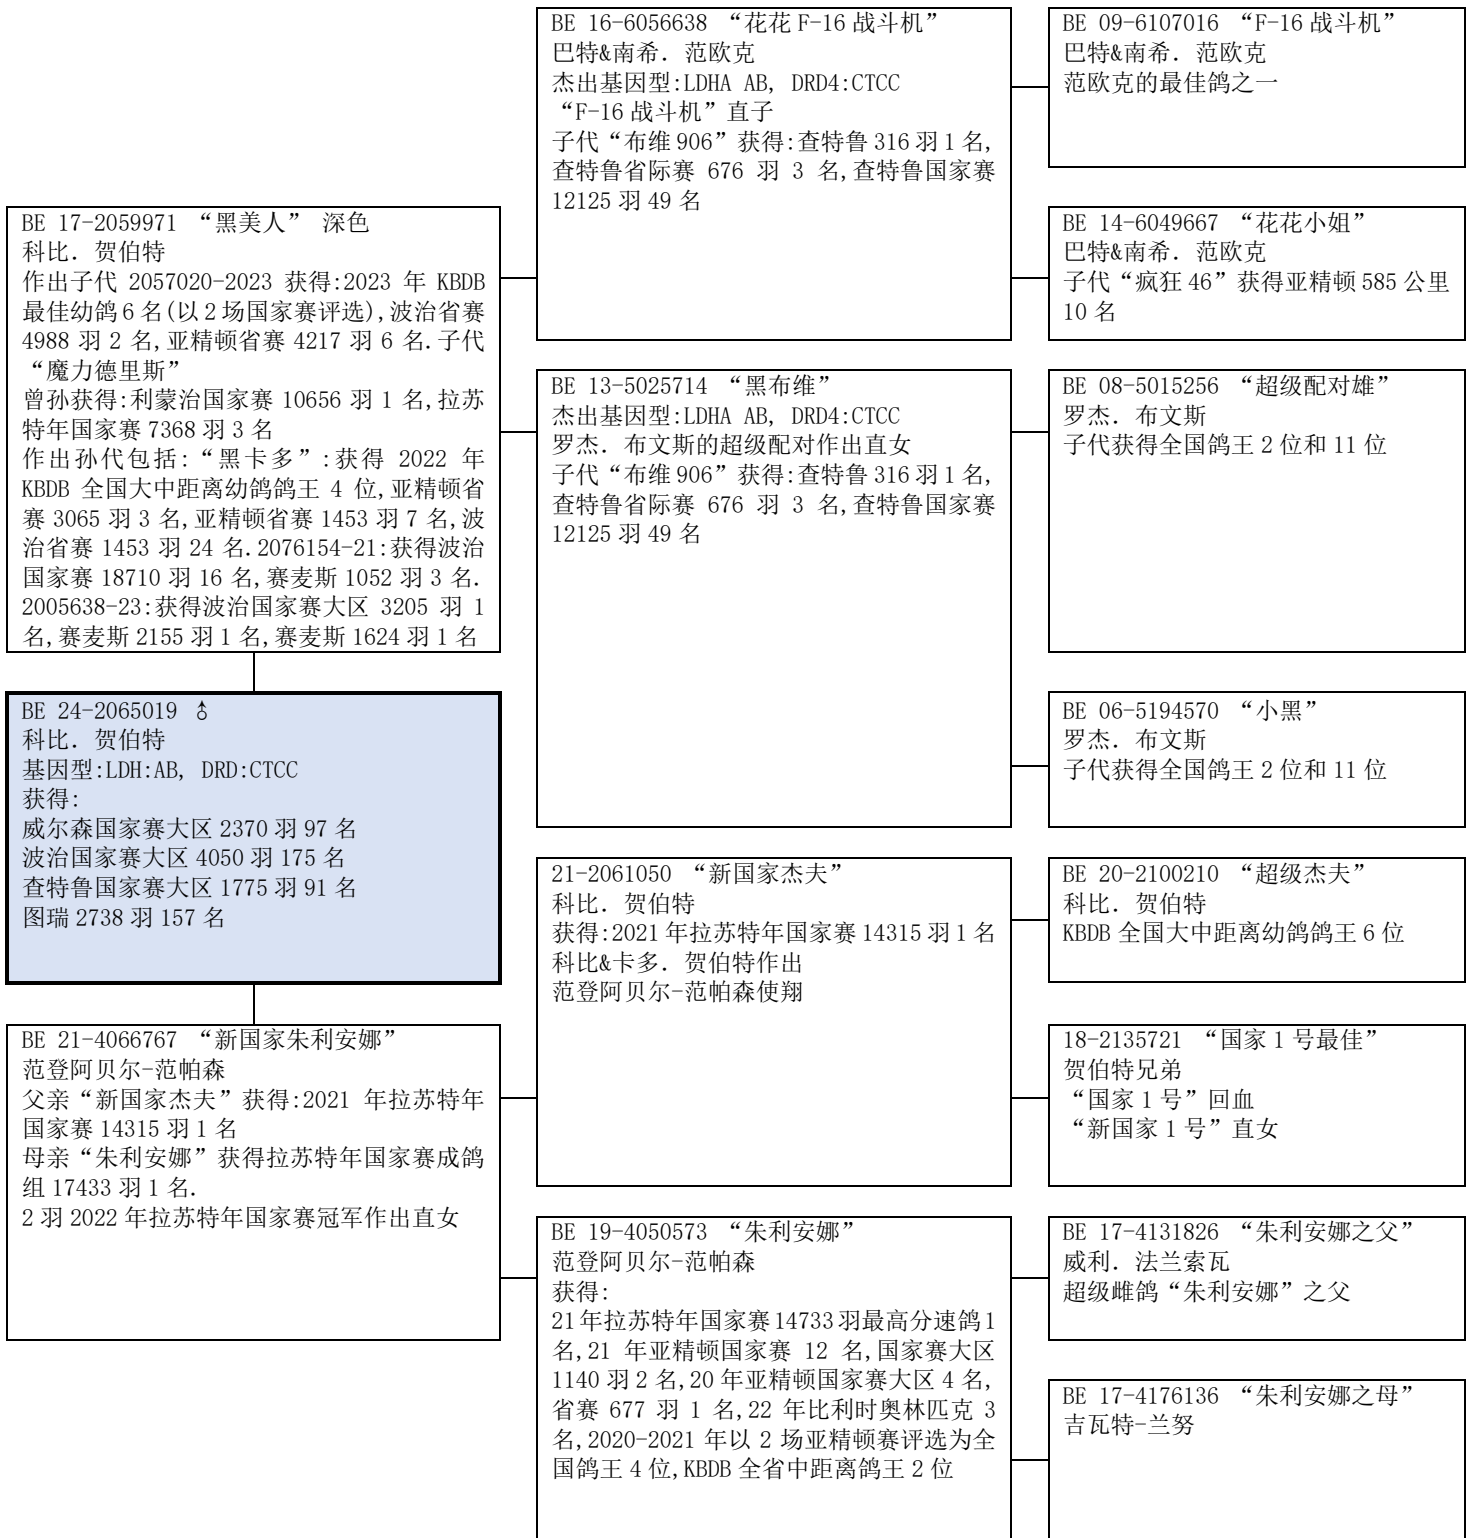 BE 16-6056638 “花花 F-16 战斗机”
巴特&南希. 范欧克
杰出基因型:LDHA AB, DRD4:CTCC
“F-16 战斗机”直子
子代“布维 906”获得:查特鲁 316 羽 1 名,
查特鲁省际赛 676 羽 3 名,查特鲁国家赛
12125 羽 49 名
BE 09-6107016 “F-16 战斗机”
巴特&南希. 范欧克
范欧克的最佳鸽之一
BE 17-2059971 “黑美人” 深色
科比. 贺伯特
作出子代 2057020-2023 获得:2023 年 KBDB
最佳幼鸽 6 名(以 2 场国家赛评选),波治省赛
4988 羽 2 名,亚精顿省赛 4217 羽 6 名.子代
“魔力德里斯”
曾孙获得:利蒙治国家赛 10656 羽 1 名,拉苏
特年国家赛 7368 羽 3 名
作出孙代包括:“黑卡多”:获得 2022 年
KBDB 全国大中距离幼鸽鸽王 4 位,亚精顿省
赛 3065 羽 3 名,亚精顿省赛 1453 羽 7 名,波
治省赛 1453 羽 24 名.2076154-21:获得波治
国家赛 18710 羽 16 名,赛麦斯 1052 羽 3 名.
2005638-23:获得波治国家赛大区 3205 羽 1
名,赛麦斯 2155 羽 1 名,赛麦斯 1624 羽 1 名
BE 14-6049667 “花花小姐”
巴特&南希. 范欧克
子代“疯狂 46”获得亚精顿 585 公里
10 名
BE 13-5025714 “黑布维”
杰出基因型:LDHA AB, DRD4:CTCC
罗杰. 布文斯的超级配对作出直女
子代“布维 906”获得:查特鲁 316 羽 1 名,
查特鲁省际赛 676 羽 3 名,查特鲁国家赛
12125 羽 49 名
BE 08-5015256 “超级配对雄”
罗杰. 布文斯
子代获得全国鸽王 2 位和 11 位
BE 24-2065019 ♂
科比. 贺伯特
基因型:LDH:AB, DRD:CTCC
获得:
威尔森国家赛大区 2370 羽 97 名
波治国家赛大区 4050 羽 175 名
查特鲁国家赛大区 1775 羽 91 名
图瑞 2738 羽 157 名
BE 06-5194570 “小黑”
罗杰. 布文斯
子代获得全国鸽王 2 位和 11 位
21-2061050 “新国家杰夫”
科比. 贺伯特
获得:2021 年拉苏特年国家赛 14315 羽 1 名
科比&卡多. 贺伯特作出
范登阿贝尔-范帕森使翔
BE 20-2100210 “超级杰夫”
科比. 贺伯特
KBDB 全国大中距离幼鸽鸽王 6 位
BE 21-4066767 “新国家朱利安娜”
范登阿贝尔-范帕森
父亲“新国家杰夫”获得:2021 年拉苏特年
国家赛 14315 羽 1 名
母亲“朱利安娜”获得拉苏特年国家赛成鸽
组 17433 羽 1 名.
2 羽 2022 年拉苏特年国家赛冠军作出直女
18-2135721 “国家 1 号最佳”
贺伯特兄弟
“国家 1 号”回血
“新国家 1 号”直女
BE 19-4050573 “朱利安娜”
范登阿贝尔-范帕森
获得:
21 年拉苏特年国家赛 14733 羽最高分速鸽 1
名,21 年亚精顿国家赛 12 名,国家赛大区
1140 羽 2 名,20 年亚精顿国家赛大区 4 名,
省赛 677 羽 1 名,22 年比利时奥林匹克 3
名,2020-2021 年以 2 场亚精顿赛评选为全
国鸽王 4 位,KBDB 全省中距离鸽王 2 位
BE 17-4131826 “朱利安娜之父”
威利. 法兰索瓦
超级雌鸽“朱利安娜”之父
BE 17-4176136 “朱利安娜之母”
吉瓦特-兰努